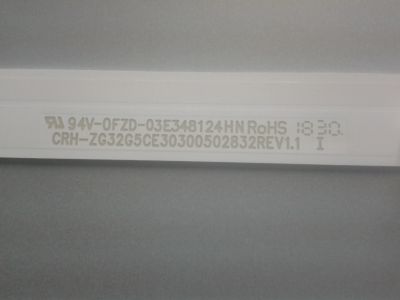 94V-0FZD-03E348124HN RoHS 1830
CRH-ZG32G5CE30300502832REV1.1 I